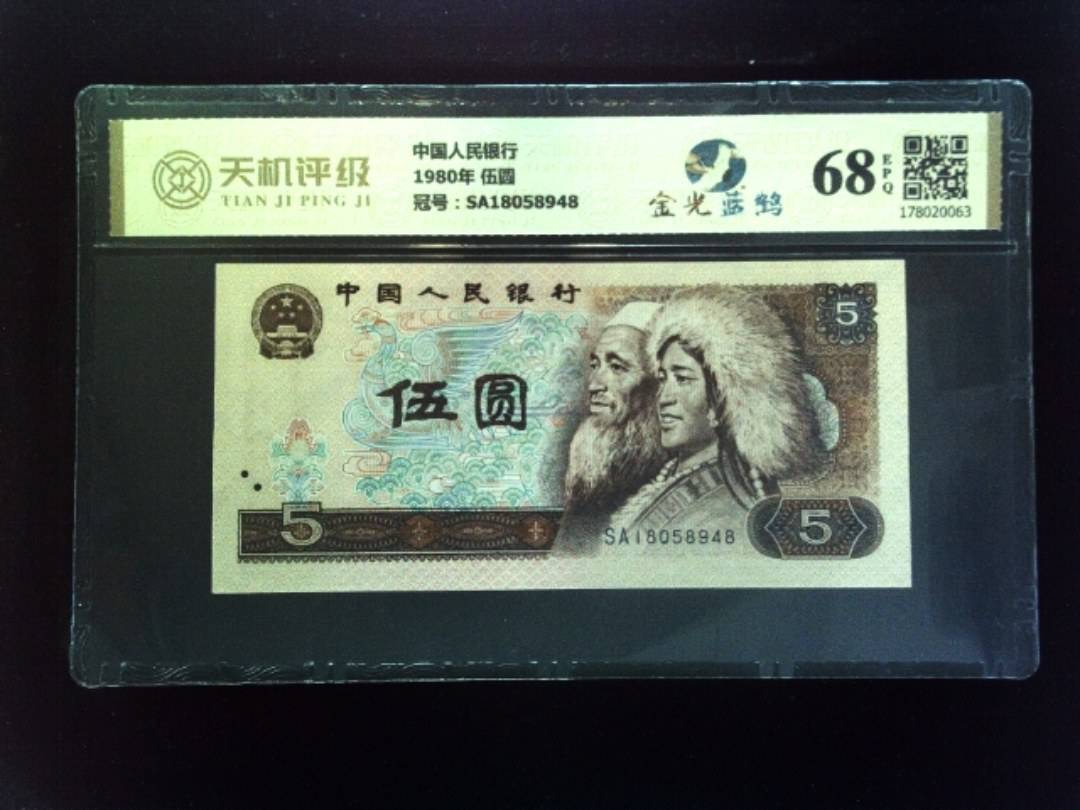 天机评级
TIAN JI PING JI
中国人民银行
1980年 伍圆
冠号：SA18058948
金光蓝鹤
68
EPQ
178020063
中国人民银行
5
伍圆
5
SA18058948
5